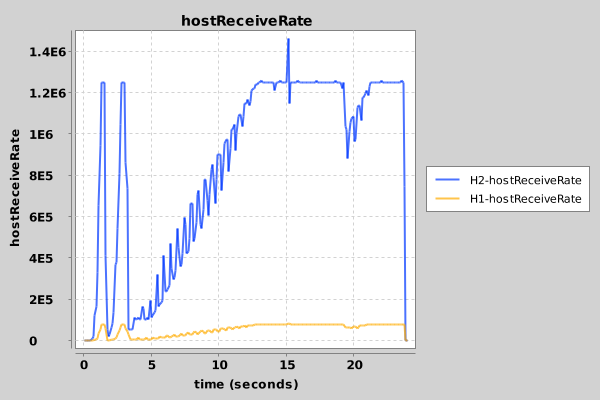 hostReceiveRate
hostReceiveRate
1.4E6
1.2E6
1E6
8E5
6E5
4E5
2E5
0
0 5 10 15 20
time (seconds)
H2-hostReceiveRate
H1-hostReceiveRate